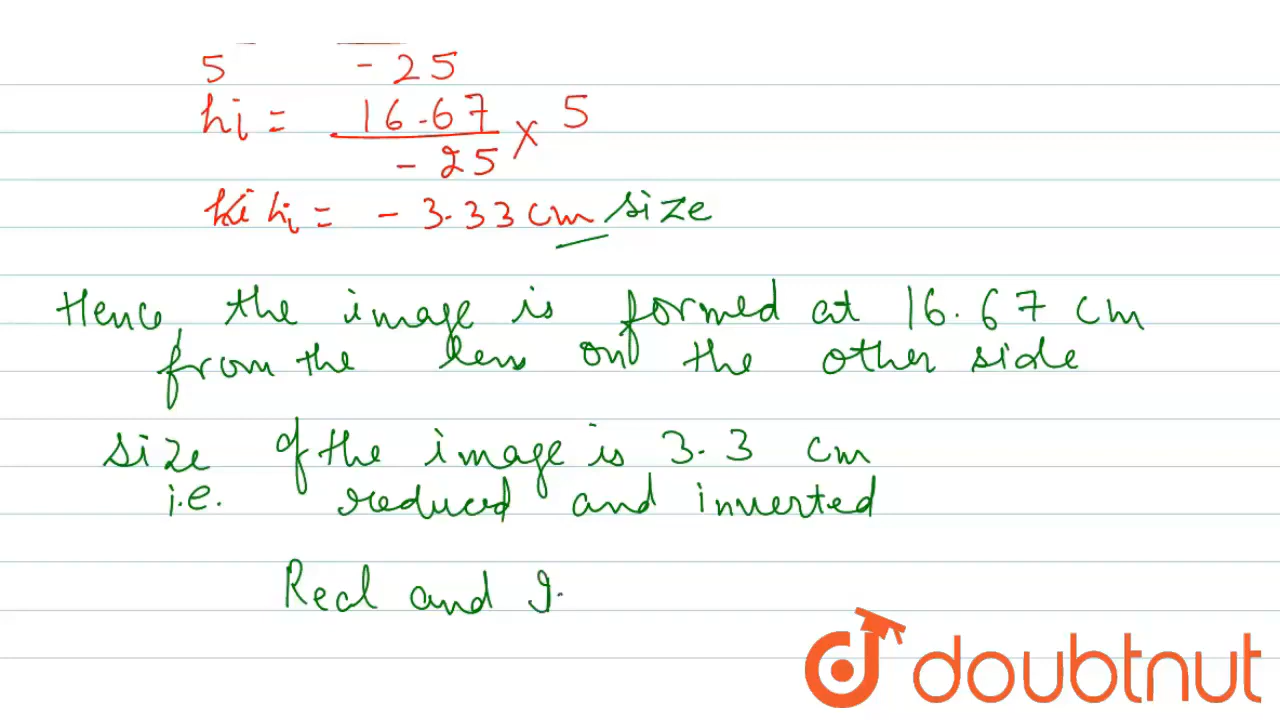 5 - 25
hi = 16.67 / - 25 × 5
hi = - 3.33 cm size
Hence, the image is formed at 16.67 cm
from the lens on the other side
size of the image is 3.3 cm
i.e. reduced and inverted
Real and I.
doubtnut